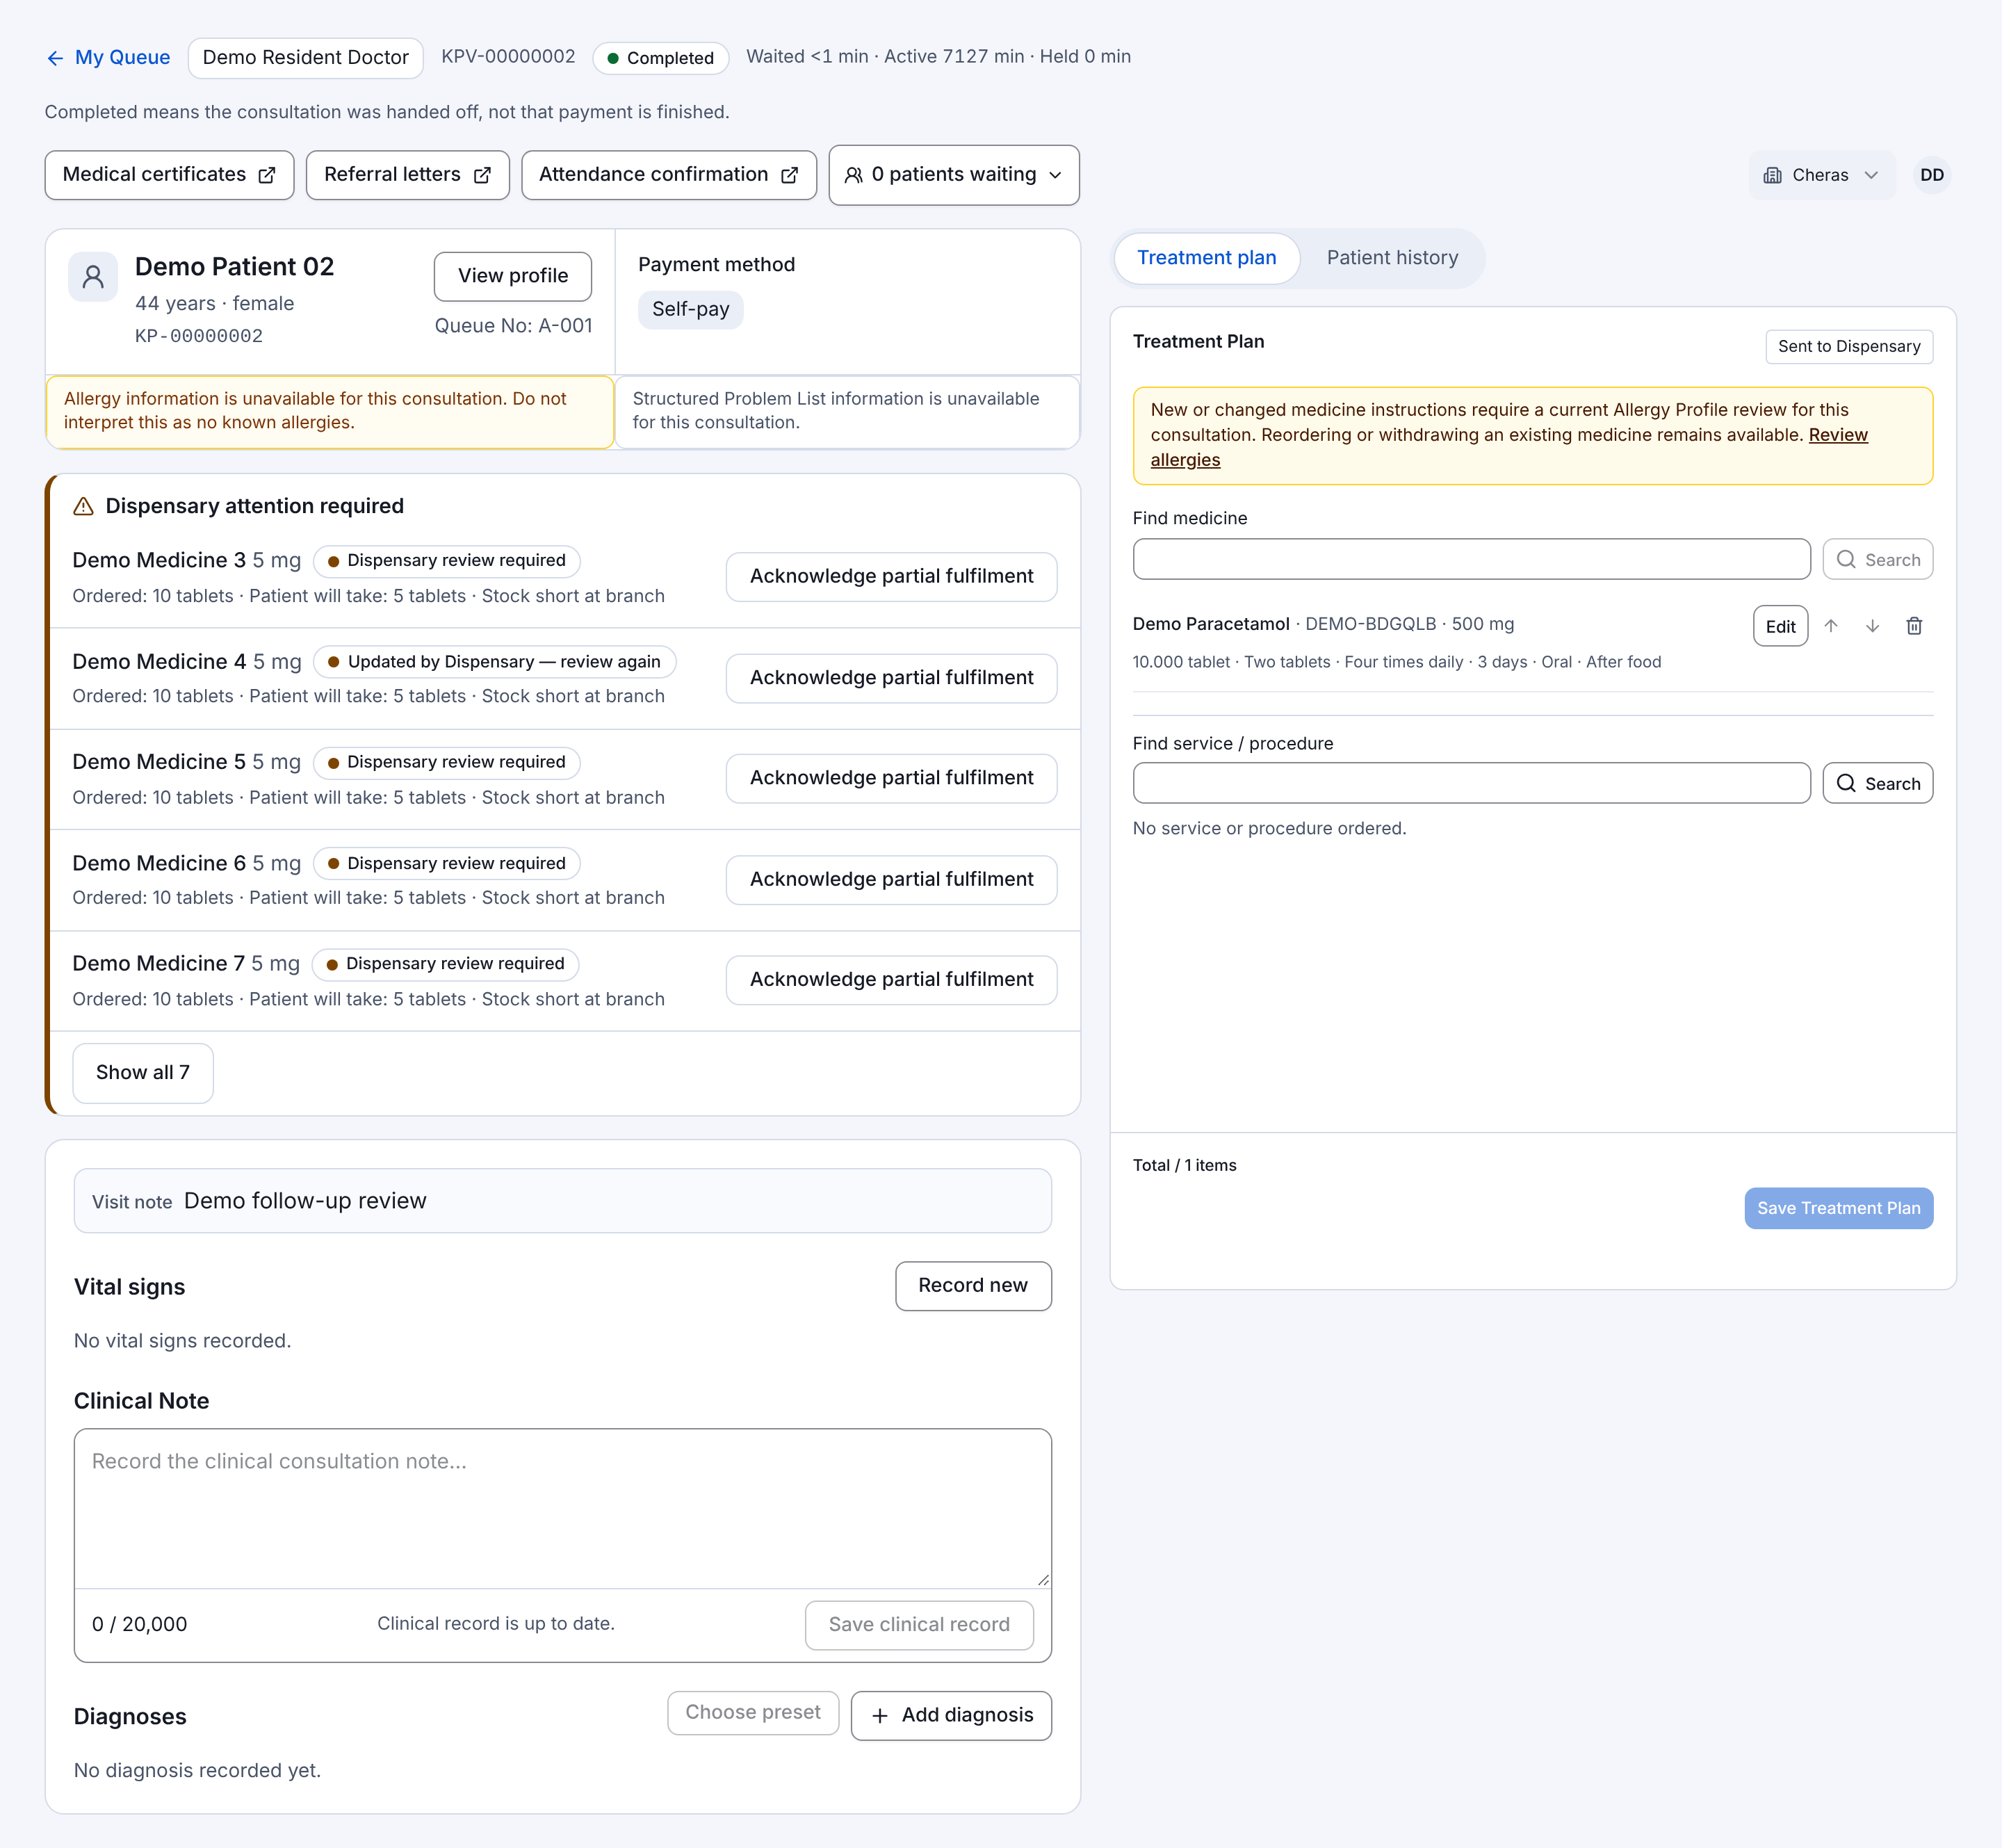 My Queue
Demo Resident Doctor
KPV-00000002
Completed
Waited <1 min · Active 7127 min · Held 0 min
Completed means the consultation was handed off, not that payment is finished.
Medical certificates
Referral letters
Attendance confirmation
0 patients waiting
Cheras
DD
Demo Patient 02
44 years · female
KP-00000002
View profile
Queue No: A-001
Payment method
Self-pay
Allergy information is unavailable for this consultation. Do not
interpret this as no known allergies.
Structured Problem List information is unavailable
for this consultation.
Dispensary attention required
Demo Medicine 3 5 mg
Dispensary review required
Ordered: 10 tablets · Patient will take: 5 tablets · Stock short at branch
Acknowledge partial fulfilment
Demo Medicine 4 5 mg
Updated by Dispensary — review again
Ordered: 10 tablets · Patient will take: 5 tablets · Stock short at branch
Acknowledge partial fulfilment
Demo Medicine 5 5 mg
Dispensary review required
Ordered: 10 tablets · Patient will take: 5 tablets · Stock short at branch
Acknowledge partial fulfilment
Demo Medicine 6 5 mg
Dispensary review required
Ordered: 10 tablets · Patient will take: 5 tablets · Stock short at branch
Acknowledge partial fulfilment
Demo Medicine 7 5 mg
Dispensary review required
Ordered: 10 tablets · Patient will take: 5 tablets · Stock short at branch
Acknowledge partial fulfilment
Show all 7
Visit note Demo follow-up review
Vital signs
Record new
No vital signs recorded.
Clinical Note
Record the clinical consultation note...
0 / 20,000
Clinical record is up to date.
Save clinical record
Diagnoses
Choose preset
Add diagnosis
No diagnosis recorded yet.
Treatment plan
Patient history
Treatment Plan
Sent to Dispensary
New or changed medicine instructions require a current Allergy Profile review for this
consultation. Reordering or withdrawing an existing medicine remains available. Review
allergies
Find medicine
Search
Demo Paracetamol · DEMO-BDGQLB · 500 mg
Edit
10.000 tablet · Two tablets · Four times daily · 3 days · Oral · After food
Find service / procedure
Search
No service or procedure ordered.
Total / 1 items
Save Treatment Plan